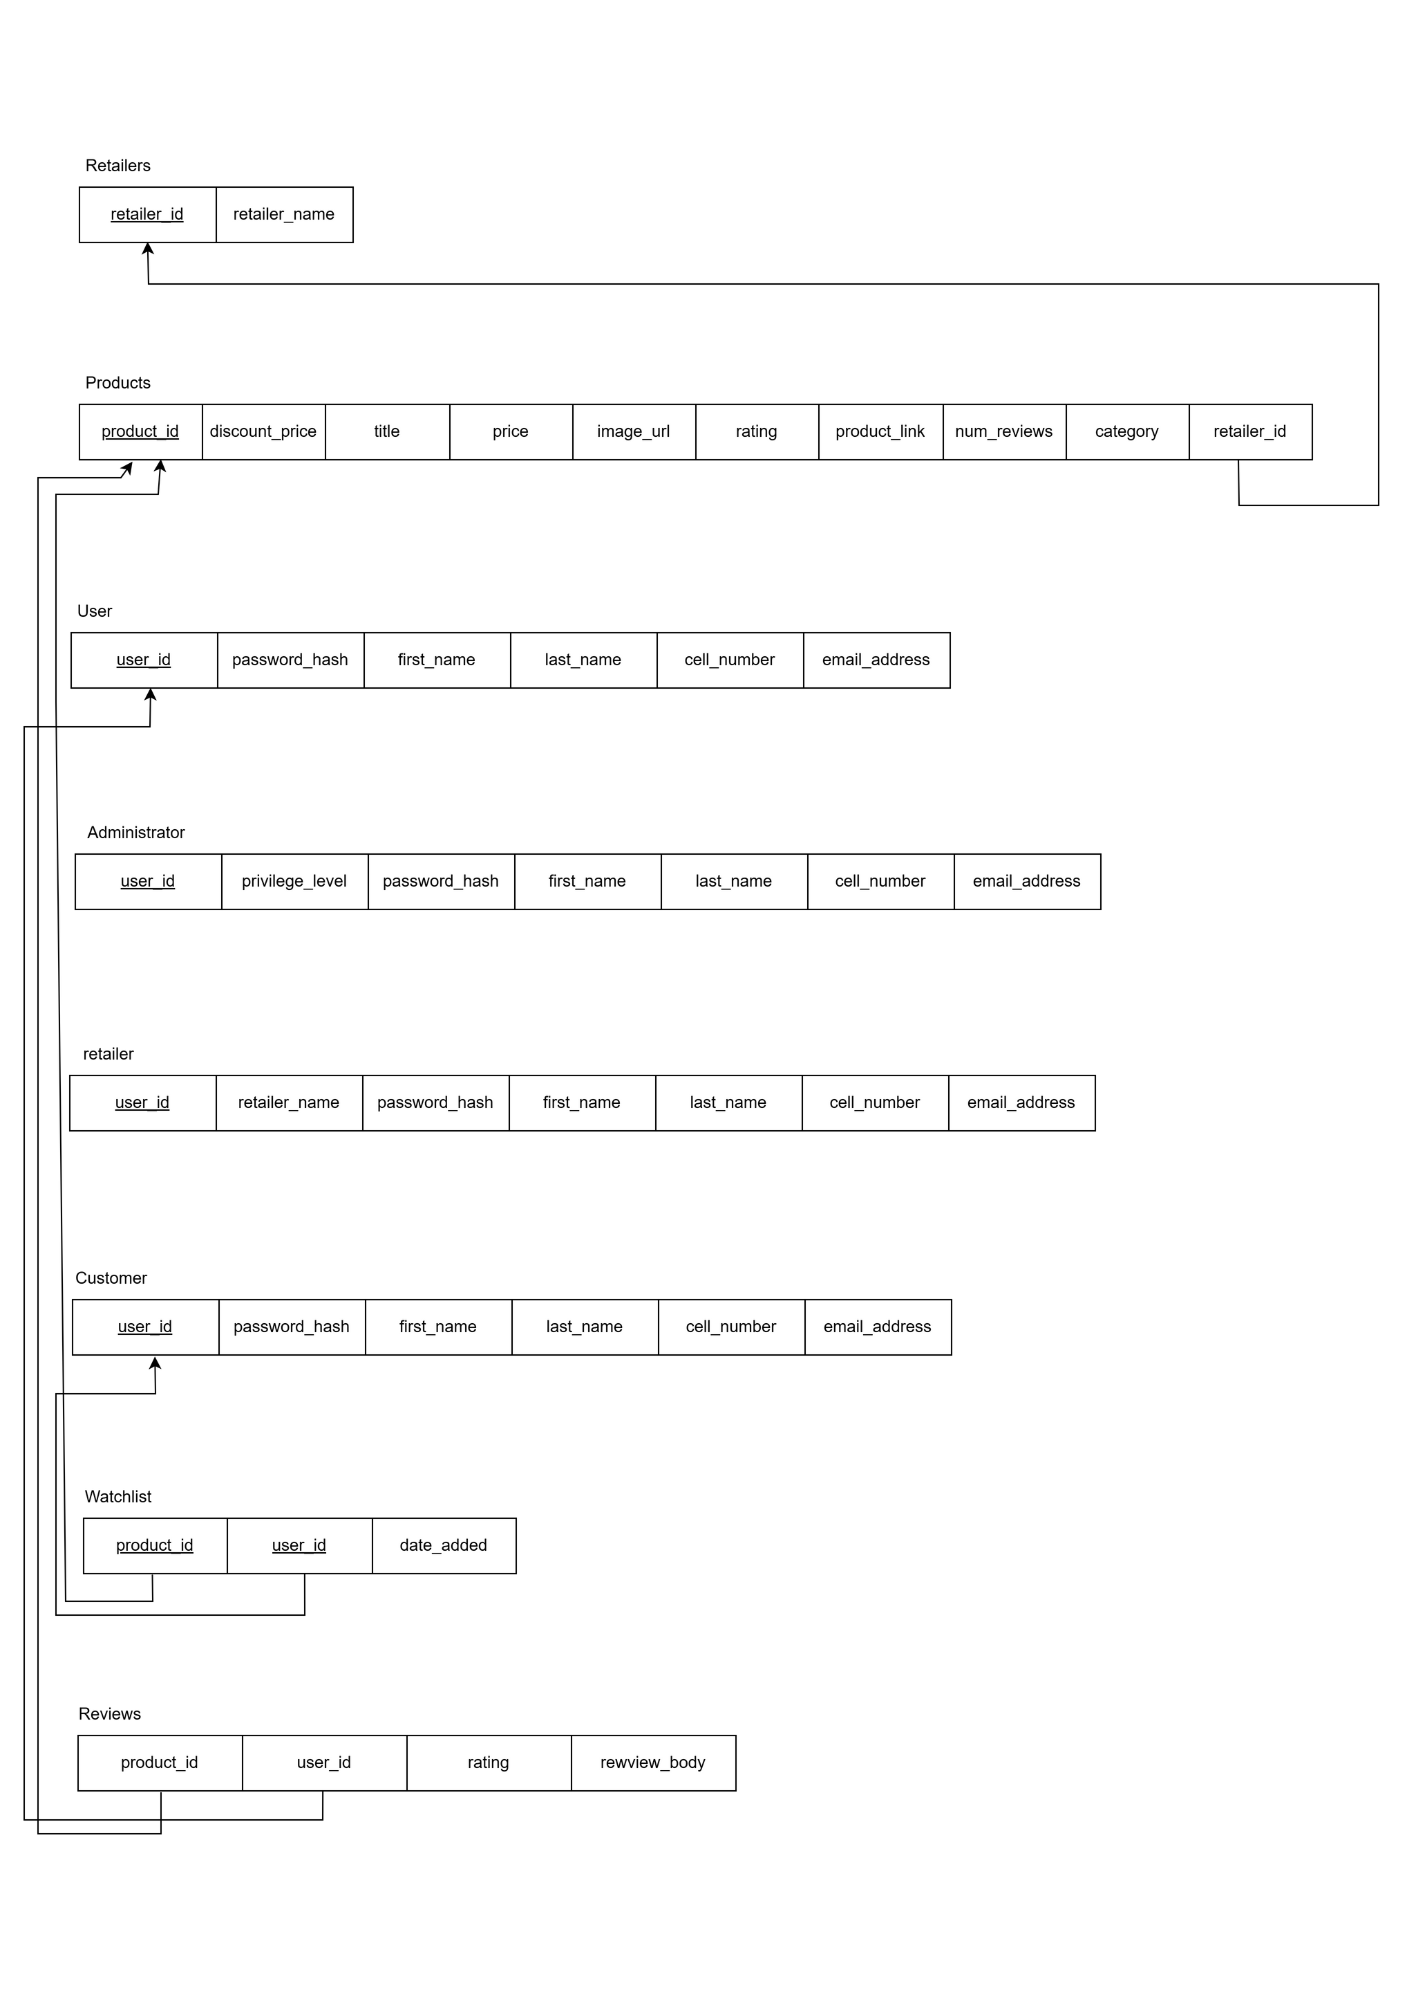 Retailers
retailer_id retailer_name
Products
product_id discount_price title price image_url rating product_link num_reviews category retailer_id
User
user_id password_hash first_name last_name cell_number email_address
Administrator
user_id privilege_level password_hash first_name last_name cell_number email_address
retailer
user_id retailer_name password_hash first_name last_name cell_number email_address
Customer
user_id password_hash first_name last_name cell_number email_address
Watchlist
product_id user_id date_added
Reviews
product_id user_id rating rewview_body